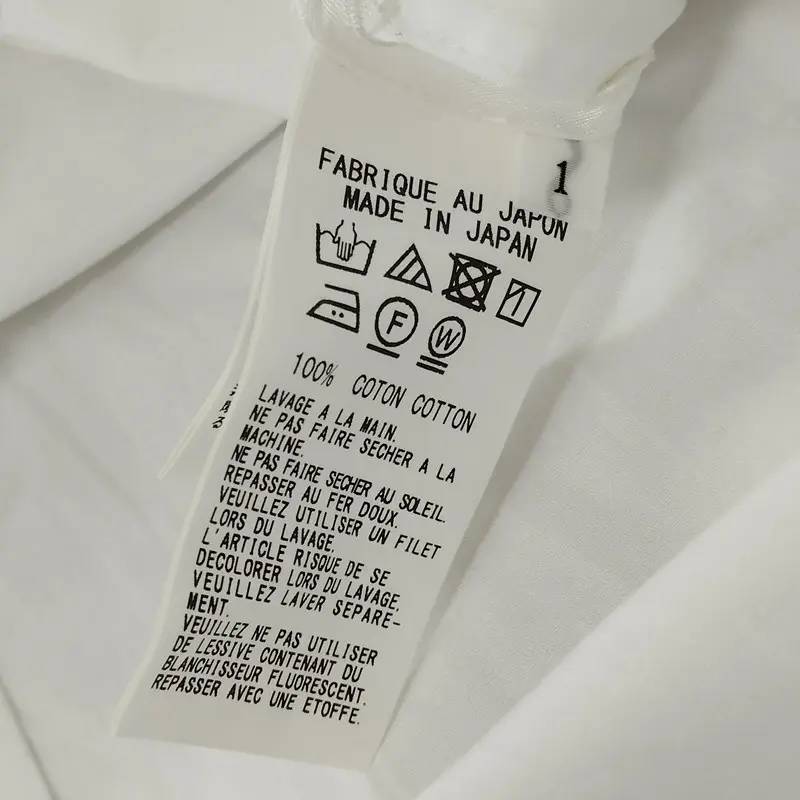 1
FABRIQUE AU JAPON
MADE IN JAPAN
F W
100% COTON COTTON
LAVAGE A LA MAIN.
NE PAS FAIRE SECHER A LA
MACHINE.
NE PAS FAIRE SECHER AU SOLEIL.
REPASSER AU FER DOUX.
VEUILLEZ UTILISER UN FILET
LORS DU LAVAGE.
L'ARTICLE RISQUE DE SE
DECOLORER LORS DU LAVAGE.
VEUILLEZ LAVER SEPARE-
MENT.
VEUILLEZ NE PAS UTILISER
DE LESSIVE CONTENANT DU
BLANCHISSEUR FLUORESCENT.
REPASSER AVEC UNE ETOFFE.